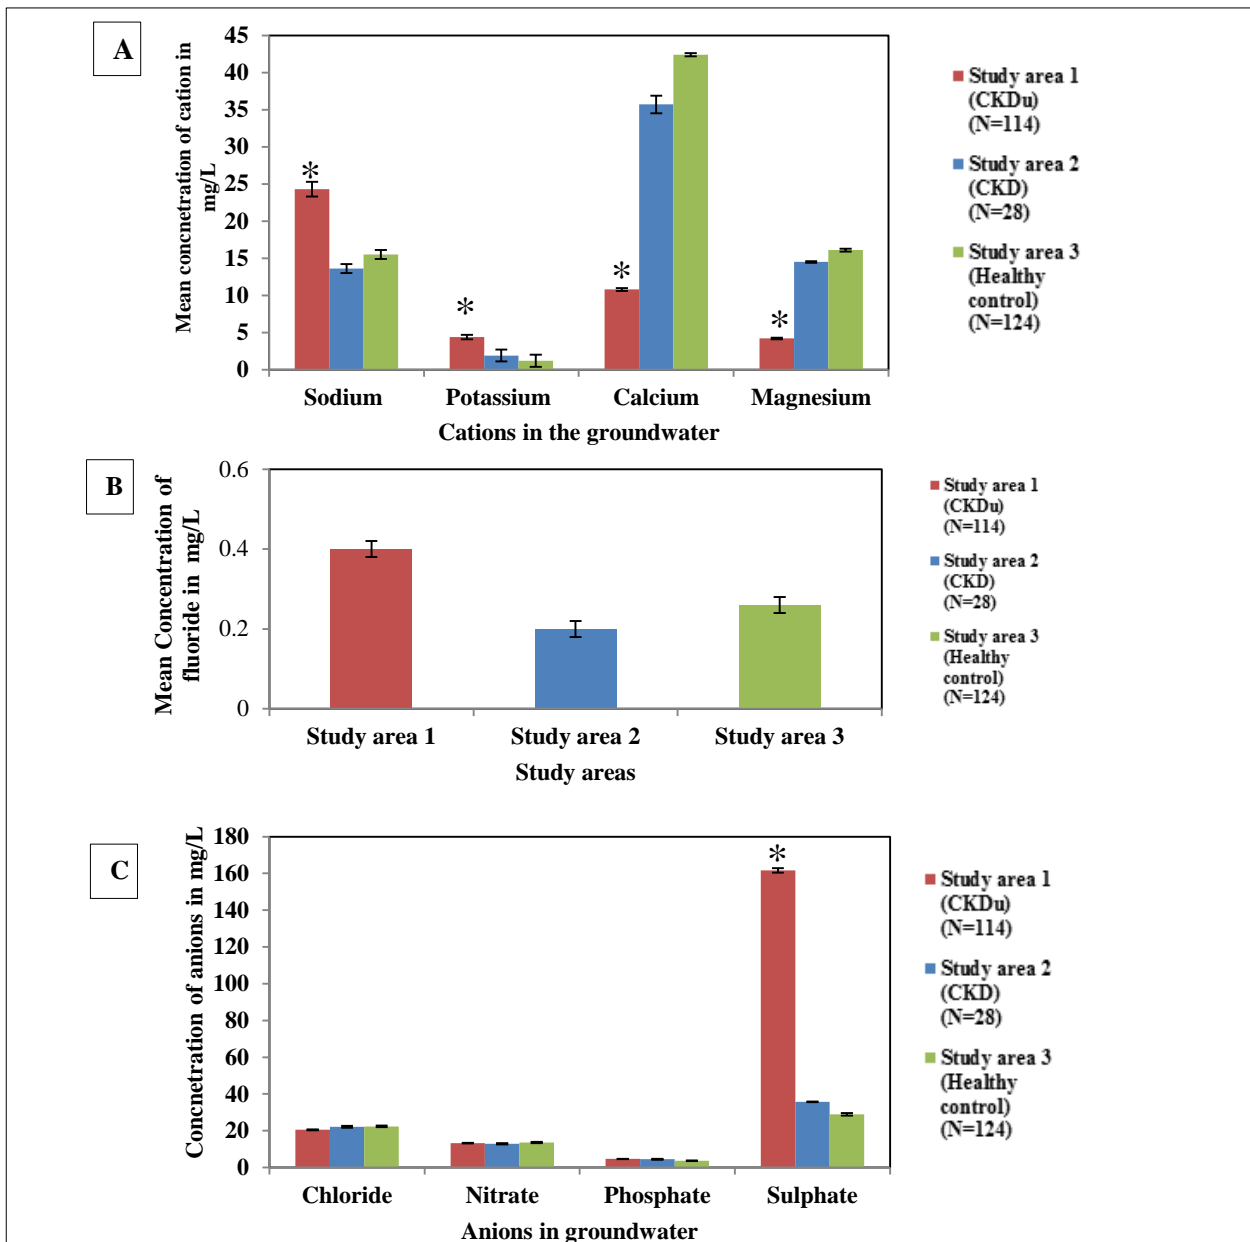 A
Mean concnetration of cation in
mg/L
45
40
35
30
25
20
15
10
5
0
*
*
*
*
Sodium Potassium Calcium Magnesium
Cations in the groundwater
Study area 1
(CKDu)
(N=114)
Study area 2
(CKD)
(N=28)
Study area 3
(Healthy
control)
(N=124)
B
Mean Concentration of
fluoride in mg/L
0.6
0.4
0.2
0
Study area 1 Study area 2 Study area 3
Study areas
Study area 1
(CKDu)
(N=114)
Study area 2
(CKD)
(N=28)
Study area 3
(Healthy
control)
(N=124)
C
Concnetration of anions in mg/L
180
160
140
120
100
80
60
40
20
0
*
Chloride Nitrate Phosphate Sulphate
Anions in groundwater
Study area 1
(CKDu)
(N=114)
Study area 2
(CKD)
(N=28)
Study area 3
(Healthy
control)
(N=124)